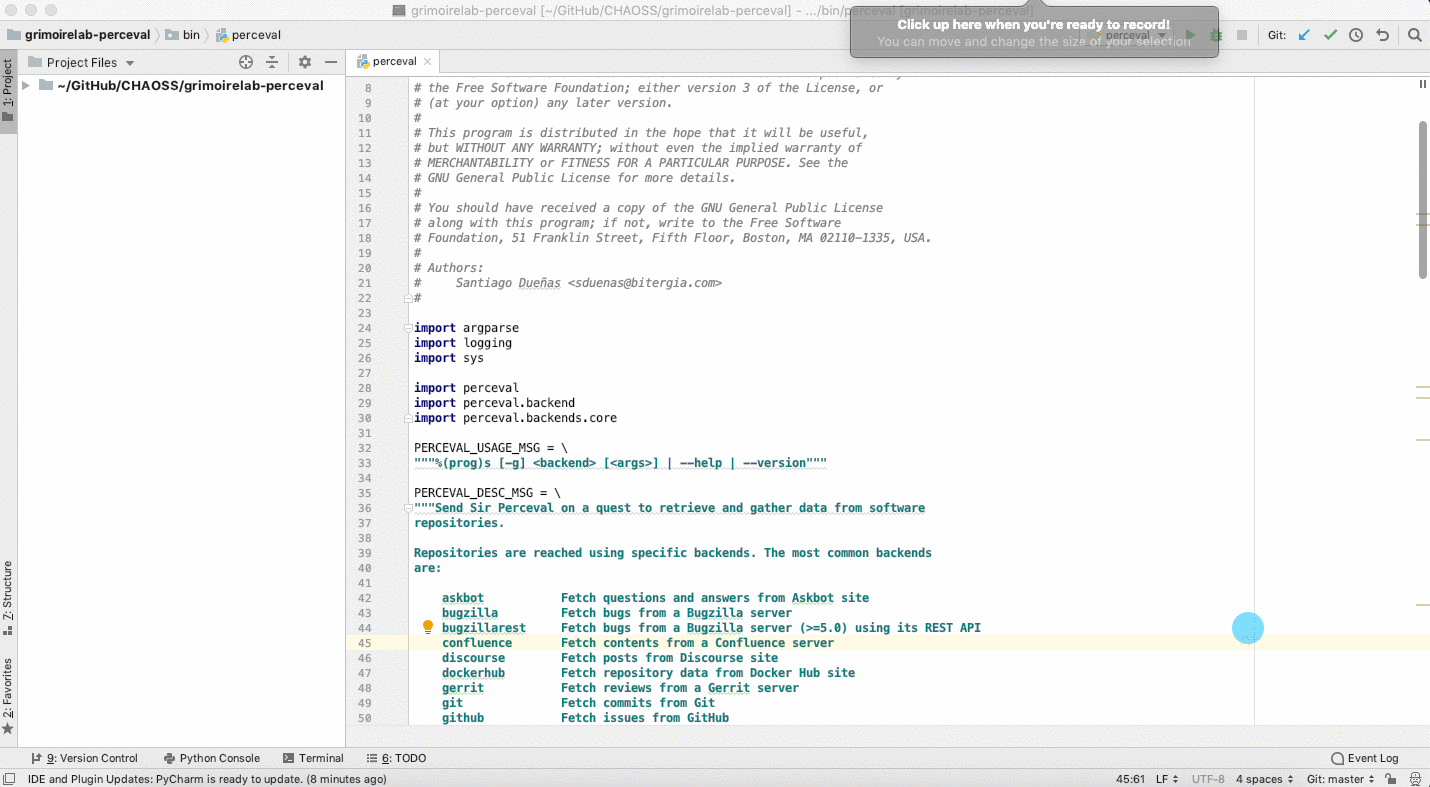 grimoirelab-perceval [~/GitHub/CHAOSS/grimoirelab-perceval] - .../bin/perceval [grimoirelab-perceval]
Click up here when you're ready to record!
You can move and change the size of your selection
grimoirelab-perceval
bin
perceval
perceval
Git:
1: Project
Project Files
perceval
~/GitHub/CHAOSS/grimoirelab-perceval
8 # the Free Software Foundation; either version 3 of the License, or
9 # (at your option) any later version.
10 #
11 # This program is distributed in the hope that it will be useful,
12 # but WITHOUT ANY WARRANTY; without even the implied warranty of
13 # MERCHANTABILITY or FITNESS FOR A PARTICULAR PURPOSE. See the
14 # GNU General Public License for more details.
15 #
16 # You should have received a copy of the GNU General Public License
17 # along with this program; if not, write to the Free Software
18 # Foundation, 51 Franklin Street, Fifth Floor, Boston, MA 02110-1335, USA.
19 #
20 # Authors:
21 #     Santiago Dueñas <sduenas@bitergia.com>
22 #
23
24 import argparse
25 import logging
26 import sys
27
28 import perceval
29 import perceval.backend
30 import perceval.backends.core
31
32 PERCEVAL_USAGE_MSG = \
33 """%(prog)s [-g] <backend> [<args>] | --help | --version"""
34
35 PERCEVAL_DESC_MSG = \
36 """Send Sir Perceval on a quest to retrieve and gather data from software
37 repositories.
38
39 Repositories are reached using specific backends. The most common backends
40 are:
41
42     askbot           Fetch questions and answers from Askbot site
43     bugzilla         Fetch bugs from a Bugzilla server
44     bugzillarest     Fetch bugs from a Bugzilla server (>=5.0) using its REST API
45     confluence       Fetch contents from a Confluence server
46     discourse        Fetch posts from Discourse site
47     dockerhub        Fetch repository data from Docker Hub site
48     gerrit           Fetch reviews from a Gerrit server
49     git              Fetch commits from Git
50     github           Fetch issues from GitHub
7: Structure
2: Favorites
9: Version Control
Python Console
Terminal
6: TODO
Event Log
IDE and Plugin Updates: PyCharm is ready to update. (8 minutes ago)
45:61
LF
UTF-8
4 spaces
Git: master